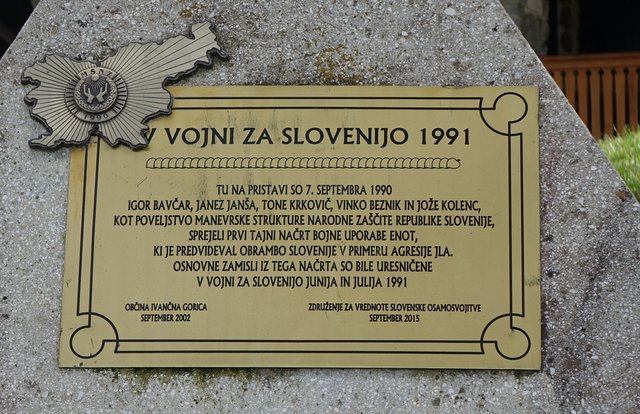 V VOJNI ZA SLOVENIJO 1991
TU NA PRISTAVI SO 7. SEPTEMBRA 1990
IGOR BAVČAR, JANEZ JANŠA, TONE KRKOVIČ, VINKO BEZNIK IN JOŽE KOLENC,
KOT POVELJSTVO MANEVRSKE STRUKTURE NARODNE ZAŠČITE REPUBLIKE SLOVENIJE,
SPREJELI PRVI TAJNI NAČRT BOJNE UPORABE ENOT,
KI JE PREDVIDEVAL OBRAMBO SLOVENIJE V PRIMERU AGRESIJE JLA.
OSNOVNE ZAMISLI IZ TEGA NAČRTA SO BILE URESNIČENE
V VOJNI ZA SLOVENIJO JUNIJA IN JULIJA 1991
OBČINA IVANČNA GORICA
SEPTEMBER 2002
ZDRUŽENJE ZA VREDNOTE SLOVENSKE OSAMOSVOJITVE
SEPTEMBER 2015